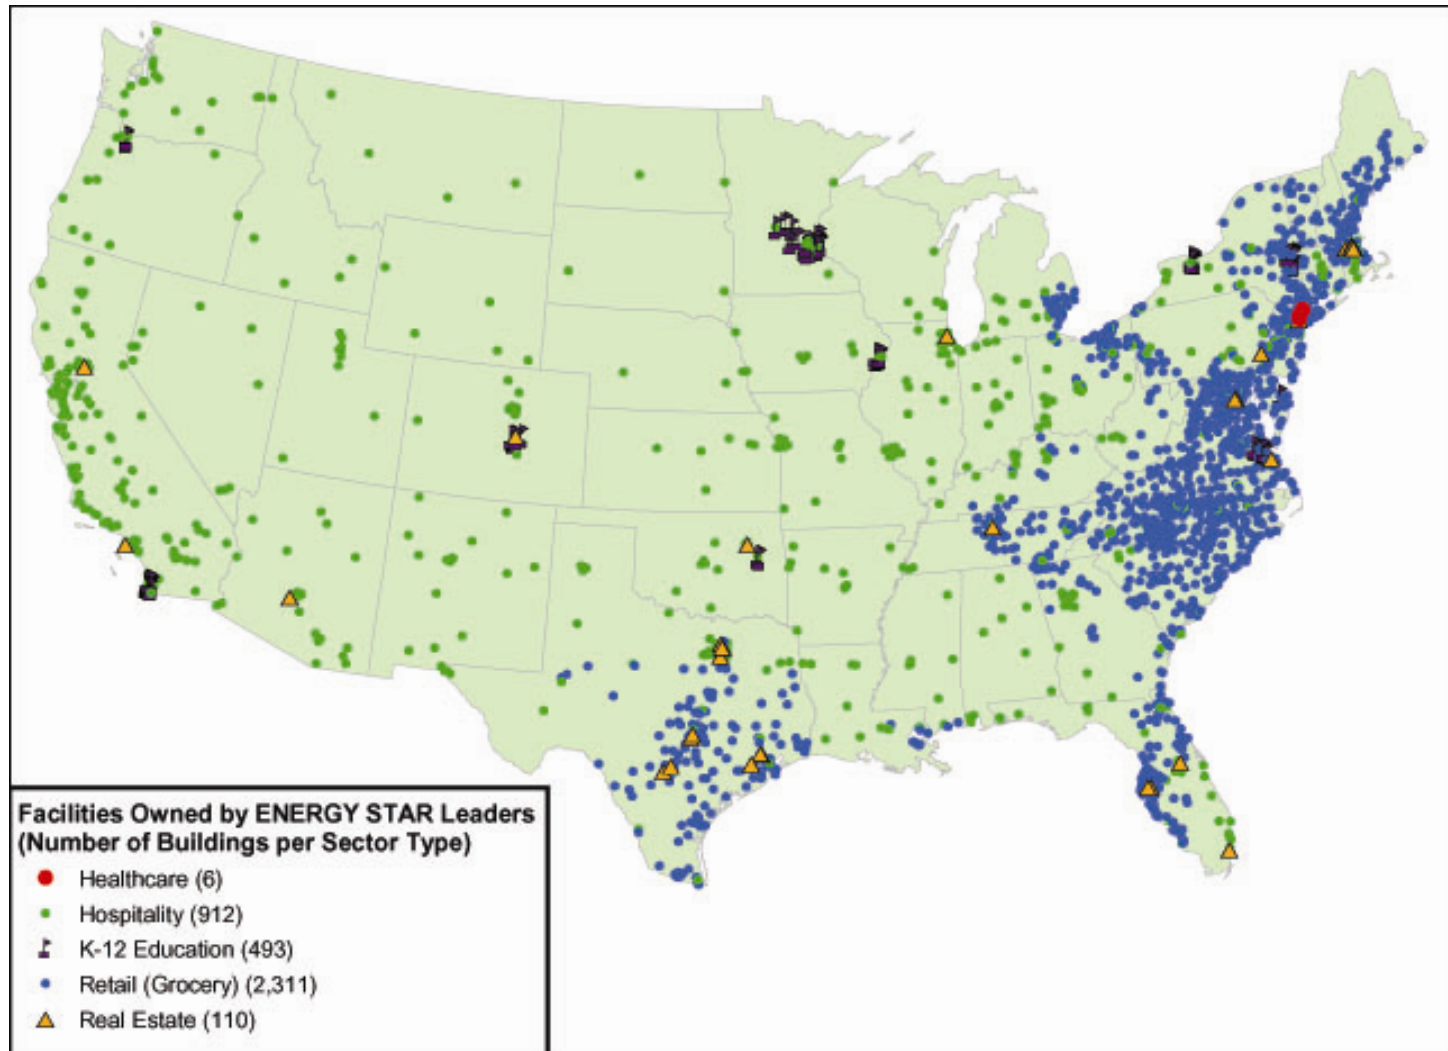 Facilities Owned by ENERGY STAR Leaders
(Number of Buildings per Sector Type)
Healthcare (6)
Hospitality (912)
K-12 Education (493)
Retail (Grocery) (2,311)
Real Estate (110)